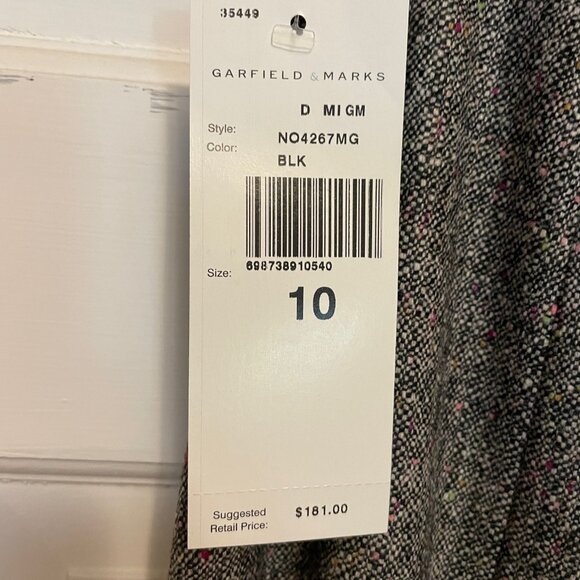 35449
GARFIELD & MARKS
D MI GM
Style: NO4267MG
Color: BLK
698738910540
Size: 10
Suggested
Retail Price: $181.00